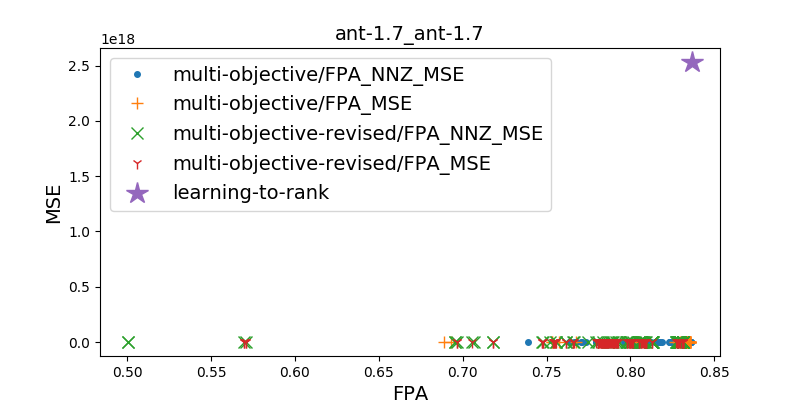 ant-1.7_ant-1.7
1e18
multi-objective/FPA_NNZ_MSE
multi-objective/FPA_MSE
multi-objective-revised/FPA_NNZ_MSE
multi-objective-revised/FPA_MSE
learning-to-rank
MSE
2.5
2.0
1.5
1.0
0.5
0.0
0.50 0.55 0.60 0.65 0.70 0.75 0.80 0.85
FPA